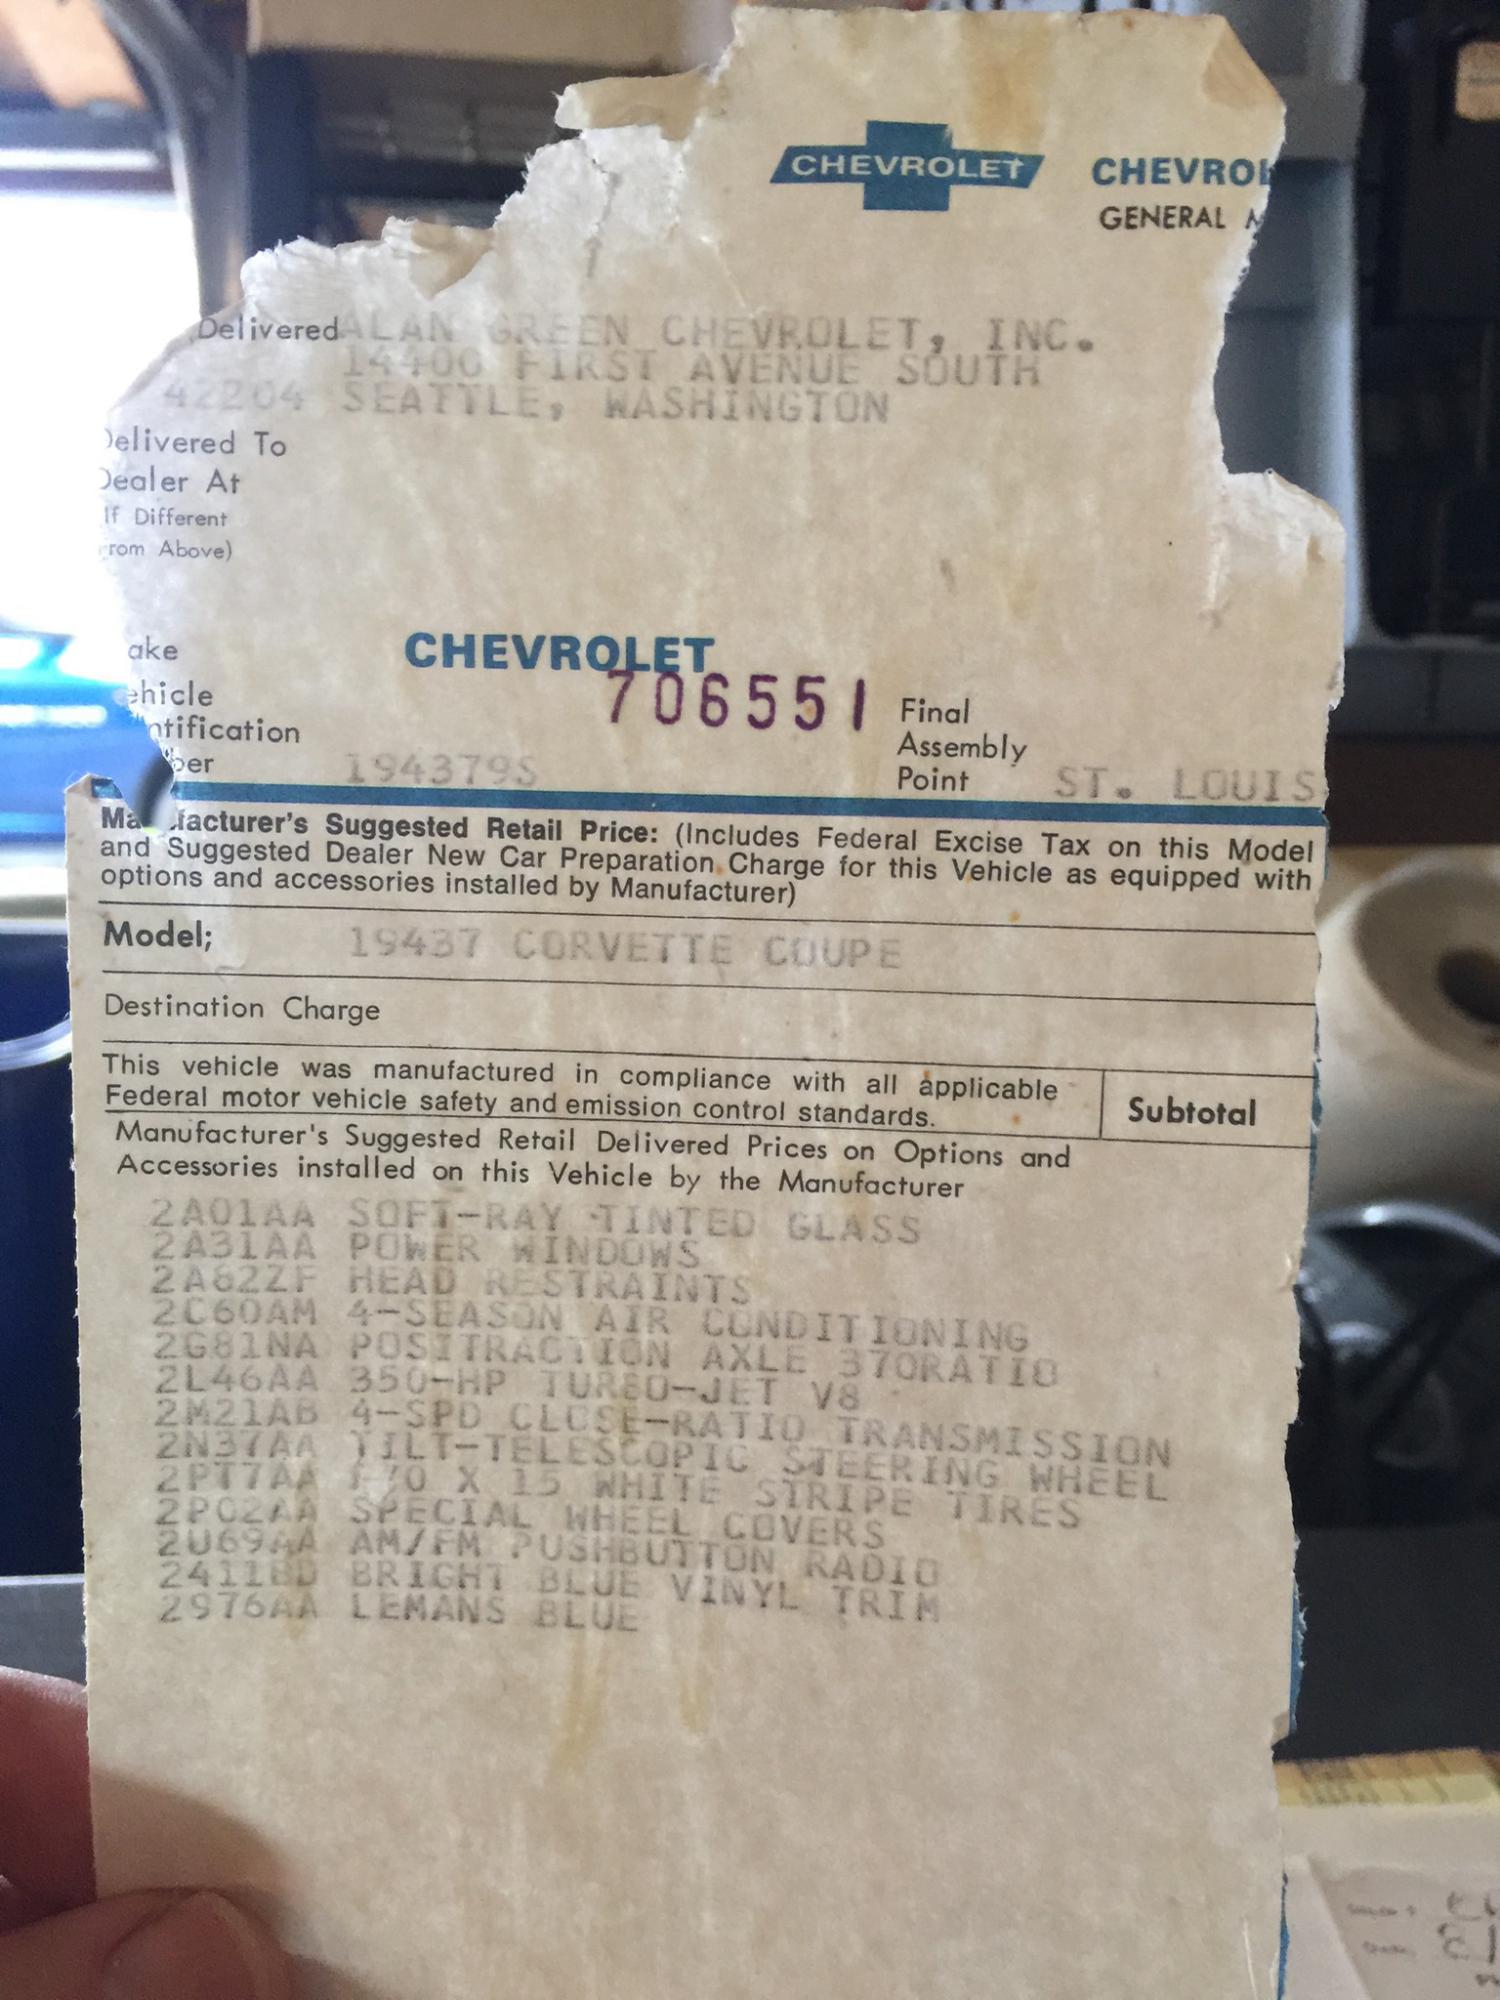 CHEVROLET CHEVROL
GENERAL M
Delivered ALAN GREEN CHEVROLET, INC.
14400 FIRST AVENUE SOUTH
42204 SEATTLE, WASHINGTON
Delivered To
Dealer At
If Different
rom Above)
ake CHEVROLET
ehicle 706551 Final
ntification Assembly
ber 194379S Point ST. LOUIS
Manufacturer's Suggested Retail Price: (Includes Federal Excise Tax on this Model
and Suggested Dealer New Car Preparation Charge for this Vehicle as equipped with
options and accessories installed by Manufacturer)
Model; 19437 CORVETTE COUPE
Destination Charge
This vehicle was manufactured in compliance with all applicable
Federal motor vehicle safety and emission control standards.
Subtotal
Manufacturer's Suggested Retail Delivered Prices on Options and
Accessories installed on this Vehicle by the Manufacturer
2A01AA SOFT-RAY TINTED GLASS
2A31AA POWER WINDOWS
2A82ZF HEAD RESTRAINTS
2C60AM 4-SEASON AIR CONDITIONING
2G81NA POSITRACTION AXLE 370RATIO
2L46AA 350-HP TURBO-JET V8
2M21AB 4-SPD CLOSE-RATIO TRANSMISSION
2N37AA TILT-TELESCOPIC STEERING WHEEL
2PT7AA F70 X 15 WHITE STRIPE TIRES
2P02AA SPECIAL WHEEL COVERS
2U69AA AM/FM PUSHBUTTON RADIO
2411BD BRIGHT BLUE VINYL TRIM
2976AA LEMANS BLUE